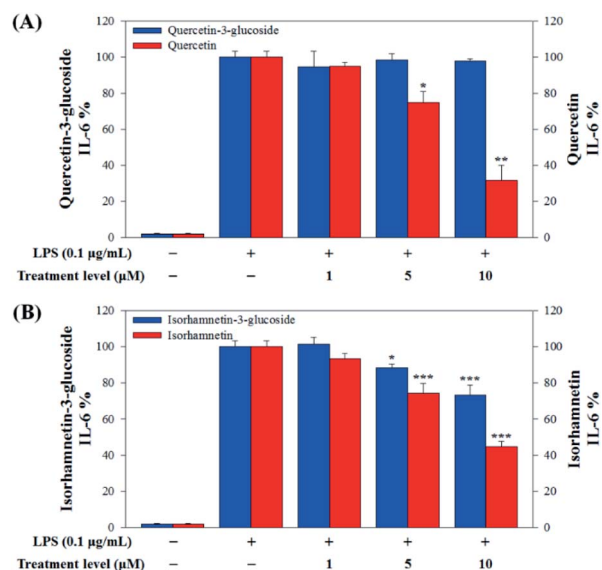 (A)
Quercetin-3-glucoside
Quercetin
Quercetin-3-glucoside
IL-6 %
Quercetin
IL-6 %
120 120
100 100
80 80
60 60
40 40
20 20
0 0
*
**
LPS (0.1 µg/mL) – + + + +
Treatment level (µM) – – 1 5 10
(B)
Isorhamnetin-3-glucoside
Isorhamnetin
Isorhamnetin-3-glucoside
IL-6 %
Isorhamnetin
IL-6 %
120 120
100 100
80 80
60 60
40 40
20 20
0 0
* *** *** ***
LPS (0.1 µg/mL) – + + + +
Treatment level (µM) – – 1 5 10